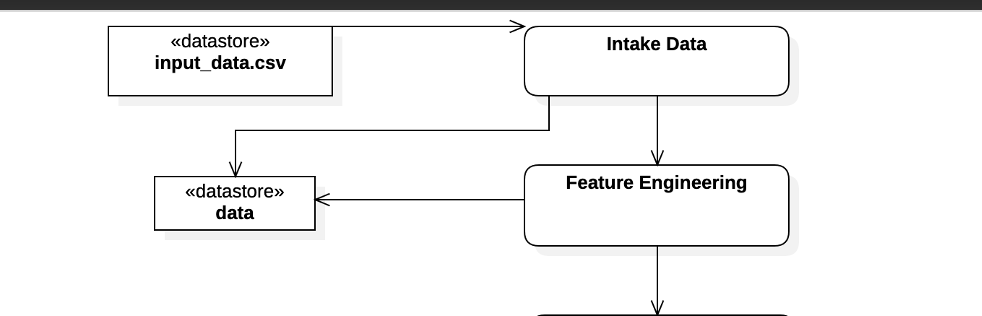 «datastore»
input_data.csv
Intake Data
«datastore»
data
Feature Engineering